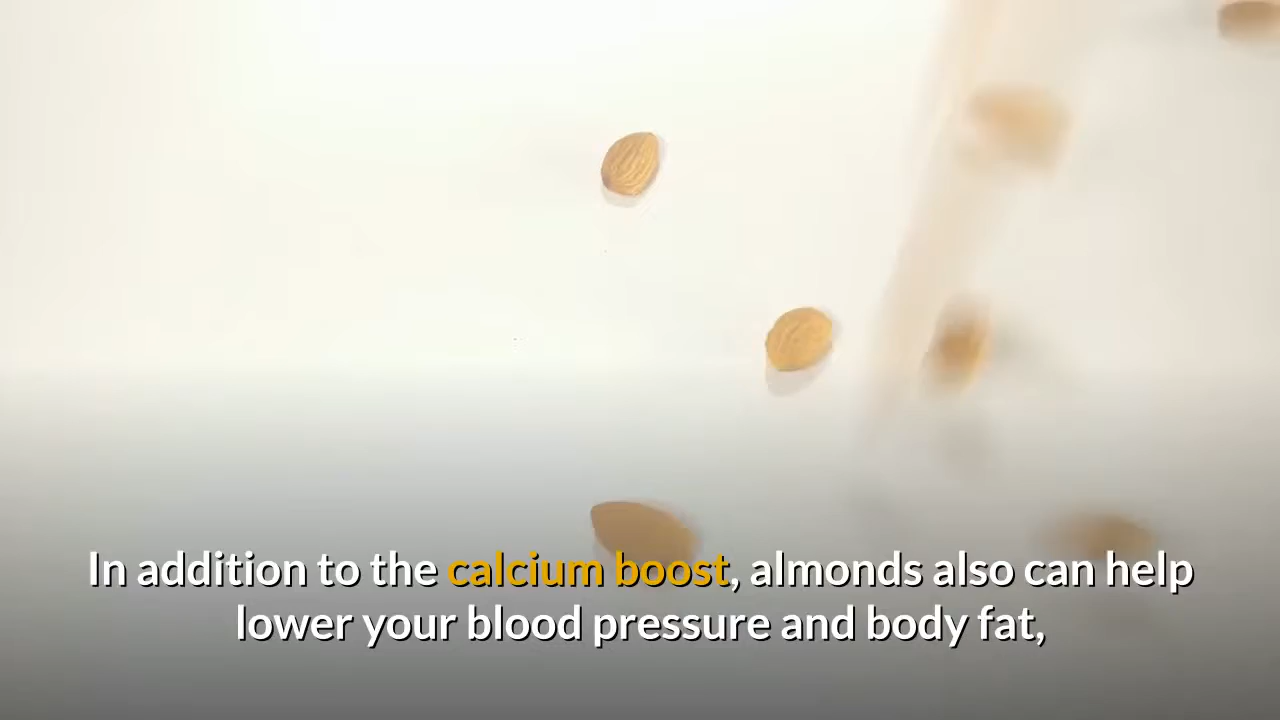 In addition to the calcium boost, almonds also can help
lower your blood pressure and body fat,